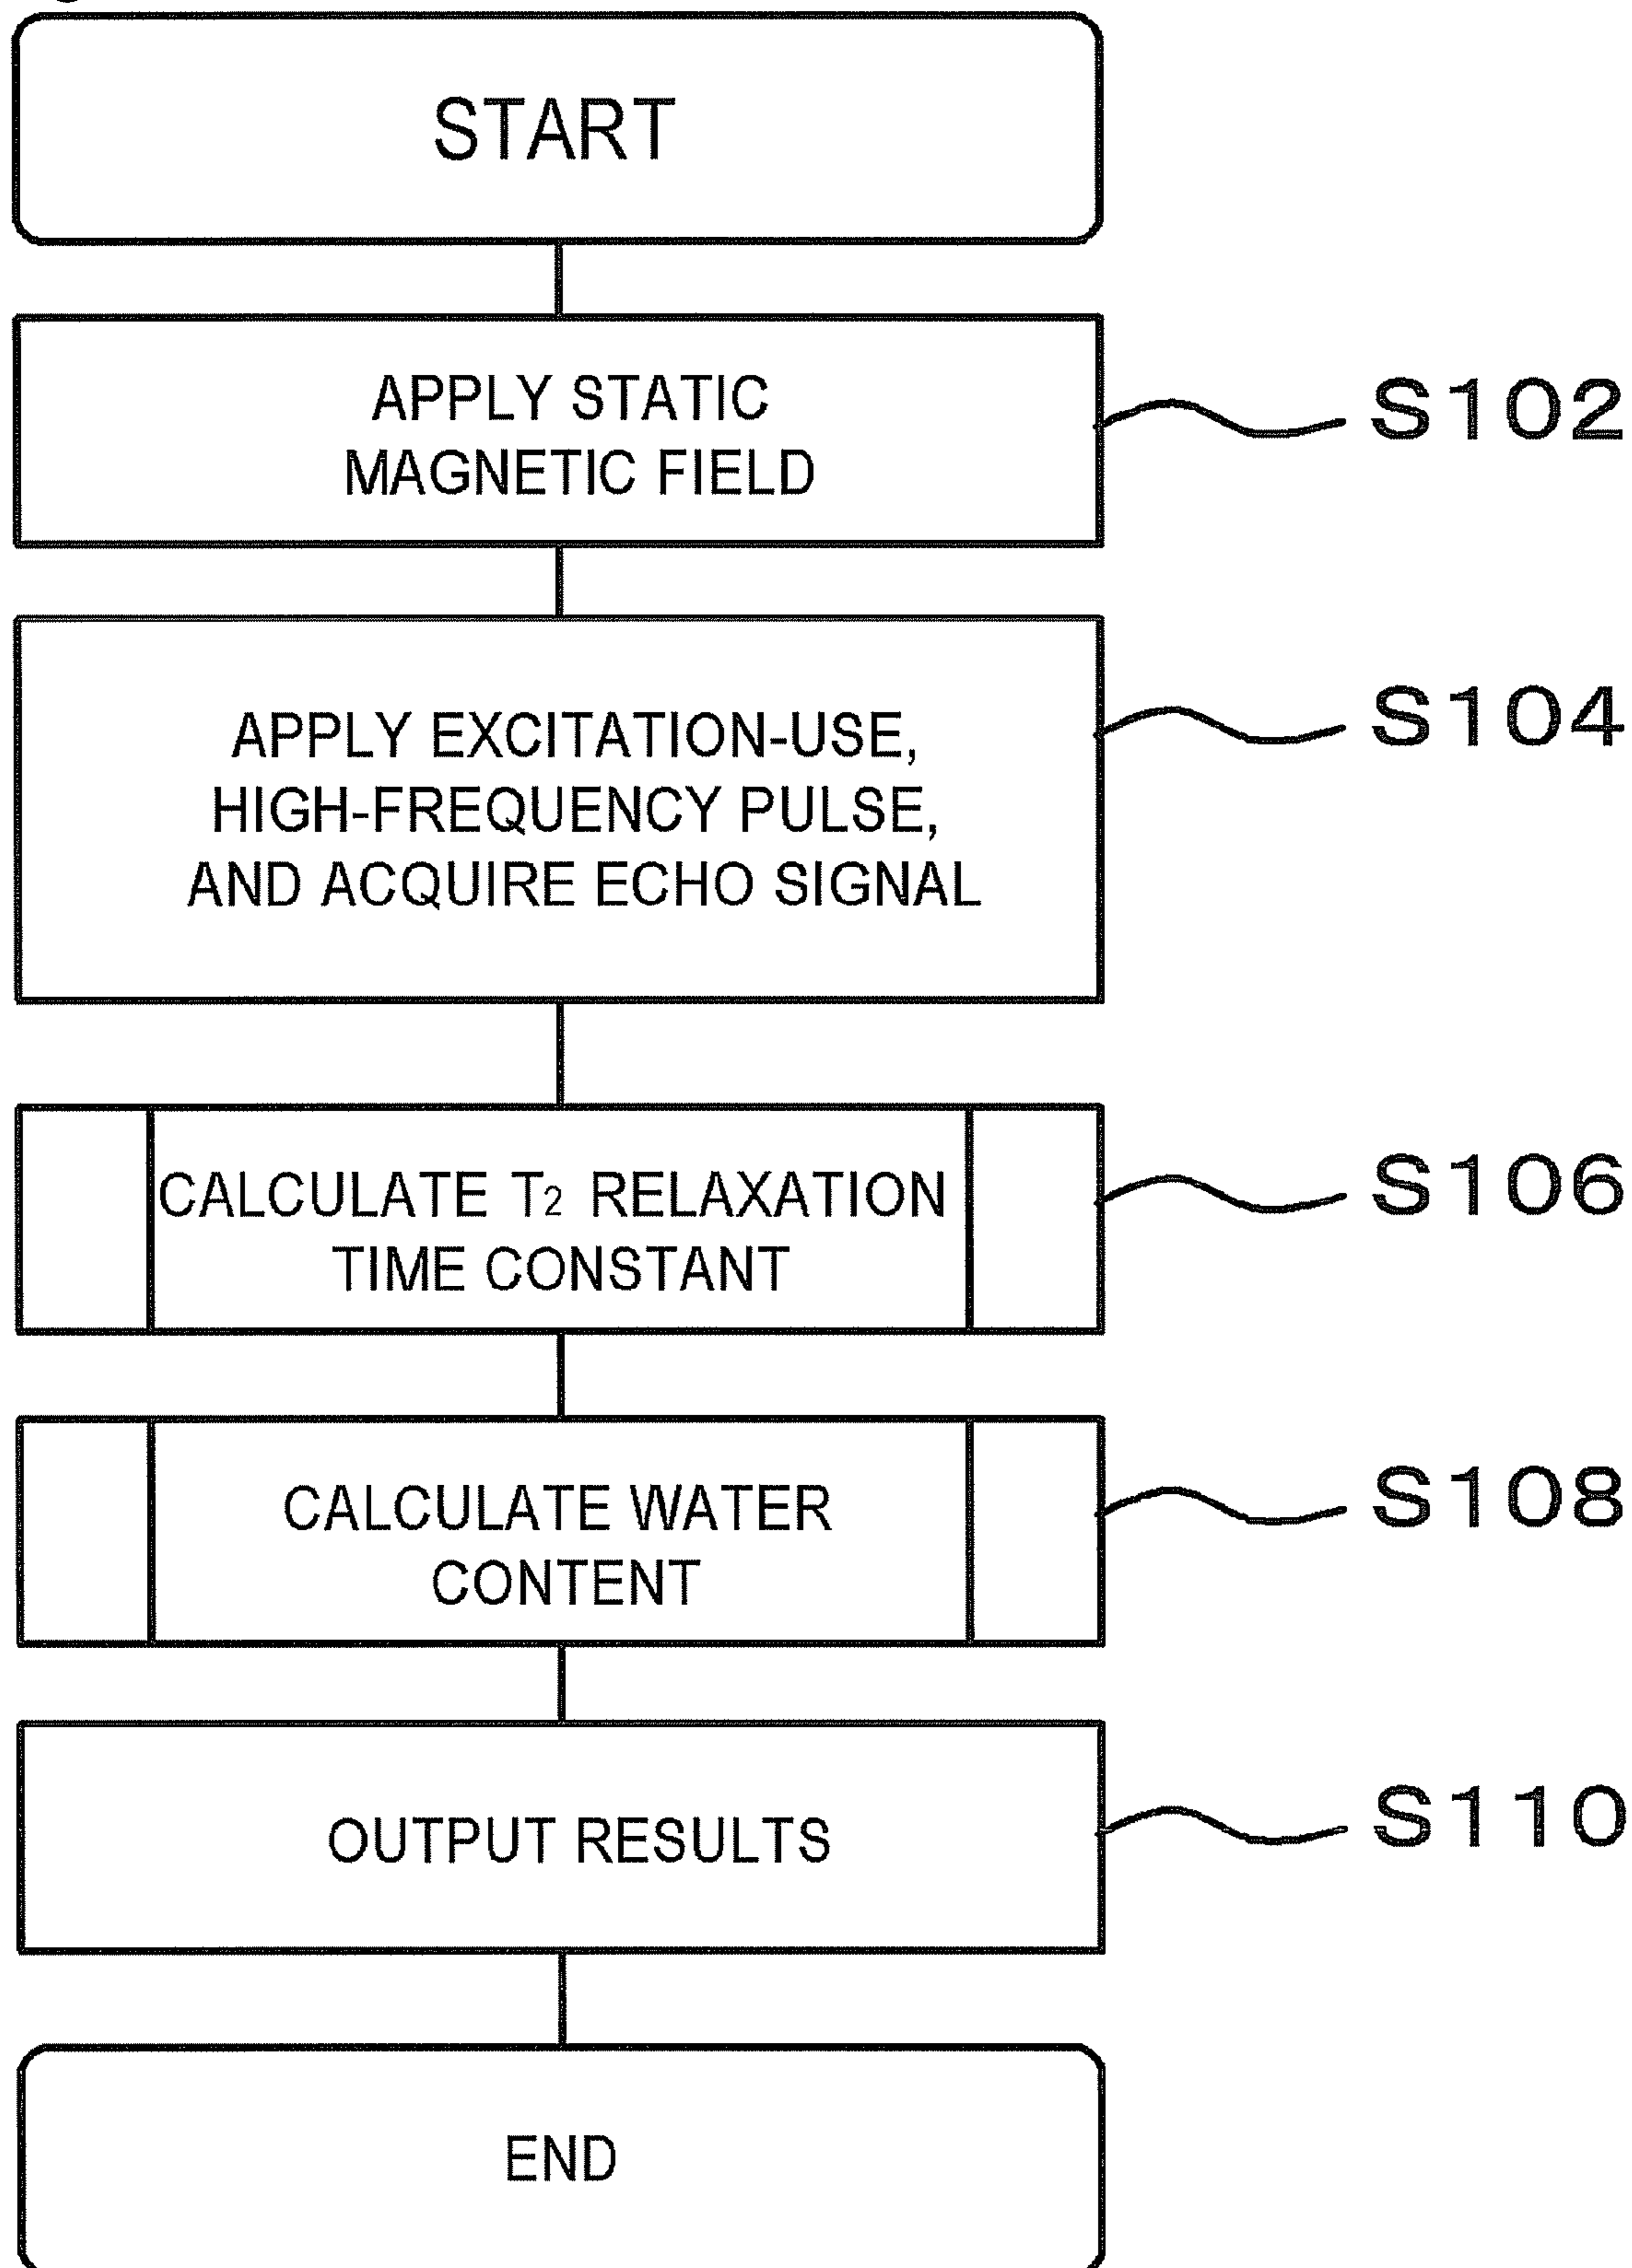 START
APPLY STATIC
MAGNETIC FIELD
S102
APPLY EXCITATION-USE,
HIGH-FREQUENCY PULSE,
AND ACQUIRE ECHO SIGNAL
S104
CALCULATE T₂ RELAXATION
TIME CONSTANT
S106
CALCULATE WATER
CONTENT
S108
OUTPUT RESULTS
S110
END